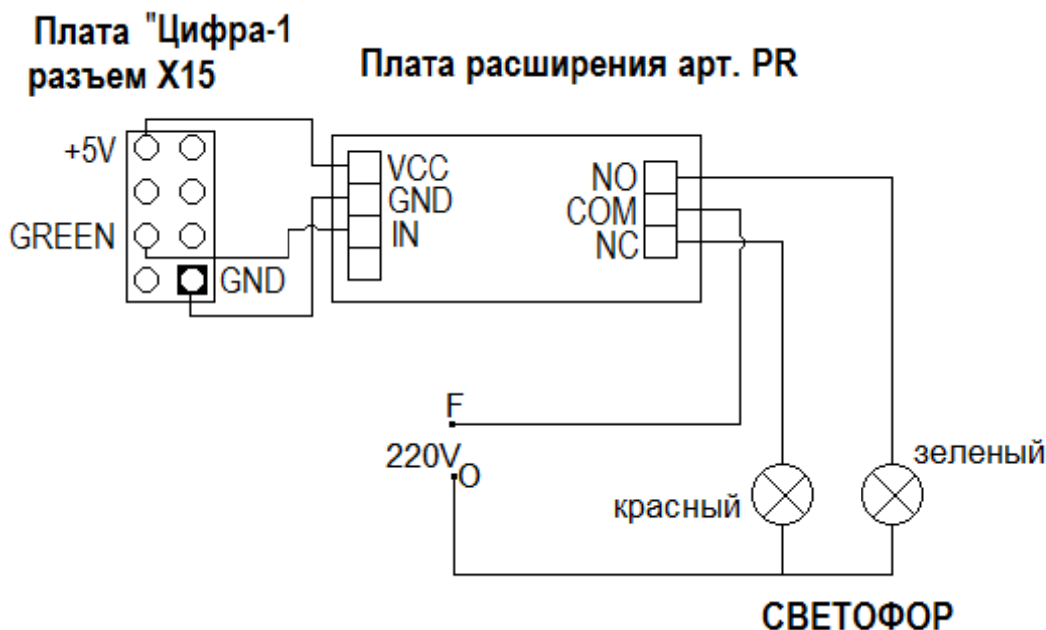 Плата "Цифра-1
разъем X15
Плата расширения арт. PR
+5V
GREEN
GND
VCC
GND
IN
NO
COM
NC
F
220V
O
красный
зеленый
СВЕТОФОР